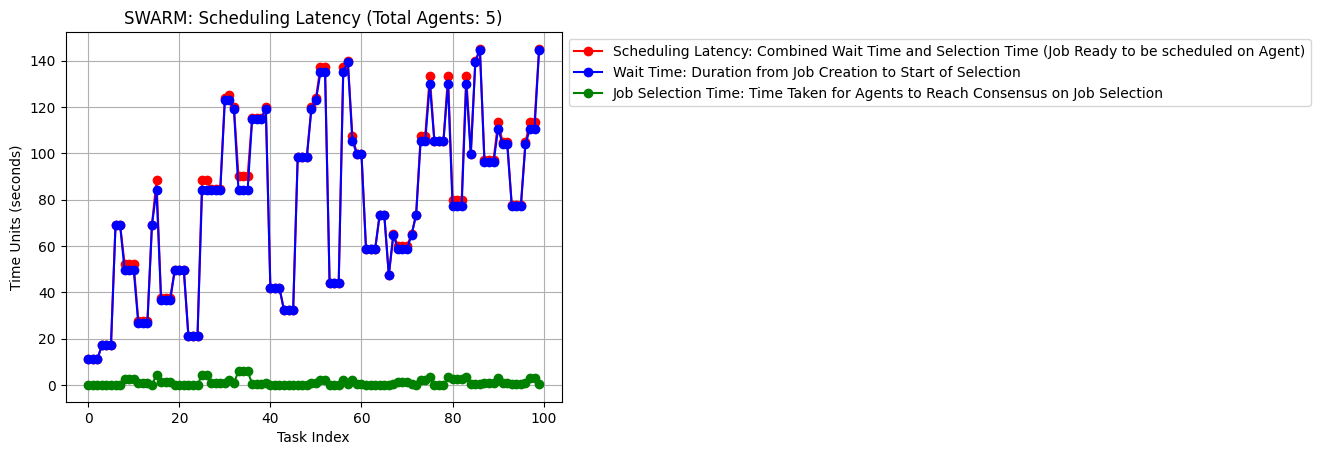 SWARM: Scheduling Latency (Total Agents: 5)
Scheduling Latency: Combined Wait Time and Selection Time (Job Ready to be scheduled on Agent)
Wait Time: Duration from Job Creation to Start of Selection
Job Selection Time: Time Taken for Agents to Reach Consensus on Job Selection
Time Units (seconds)
140
120
100
80
60
40
20
0
0 20 40 60 80 100
Task Index